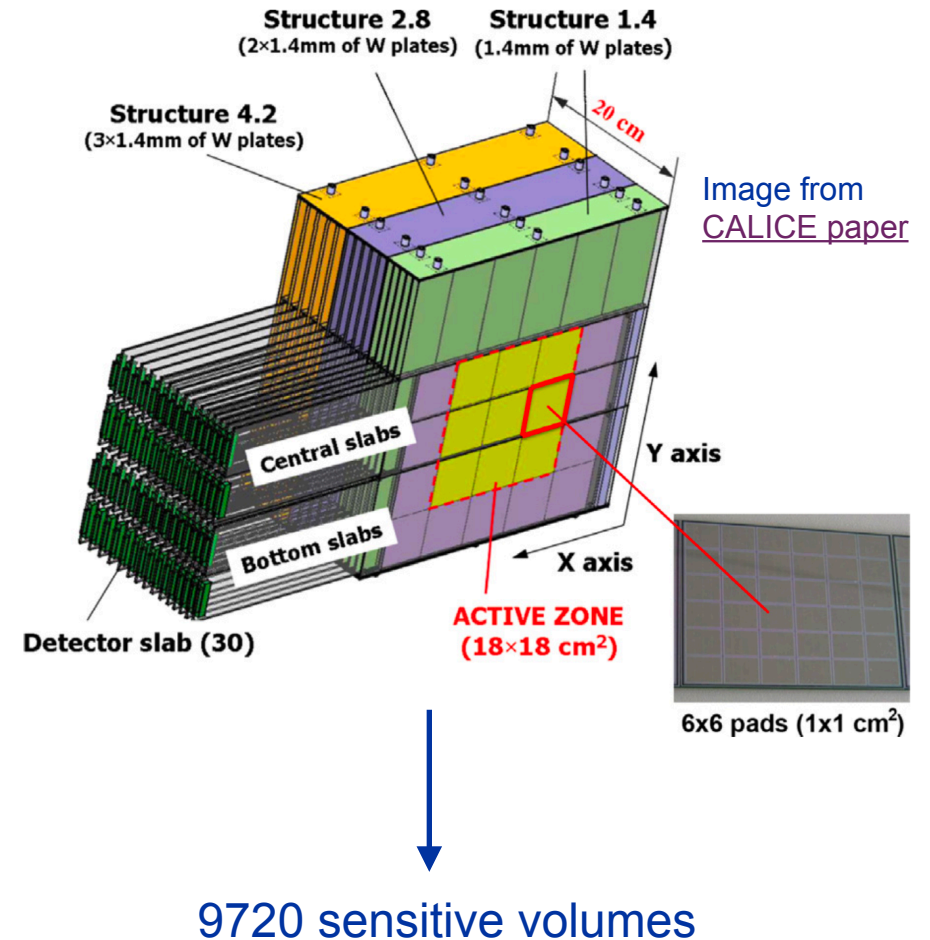 Structure 2.8
(2×1.4mm of W plates)
Structure 1.4
(1.4mm of W plates)
Structure 4.2
(3×1.4mm of W plates)
20 cm
Image from
CALICE paper
Central slabs
Y axis
Bottom slabs
X axis
Detector slab (30)
ACTIVE ZONE
(18×18 cm²)
6x6 pads (1x1 cm²)
9720 sensitive volumes